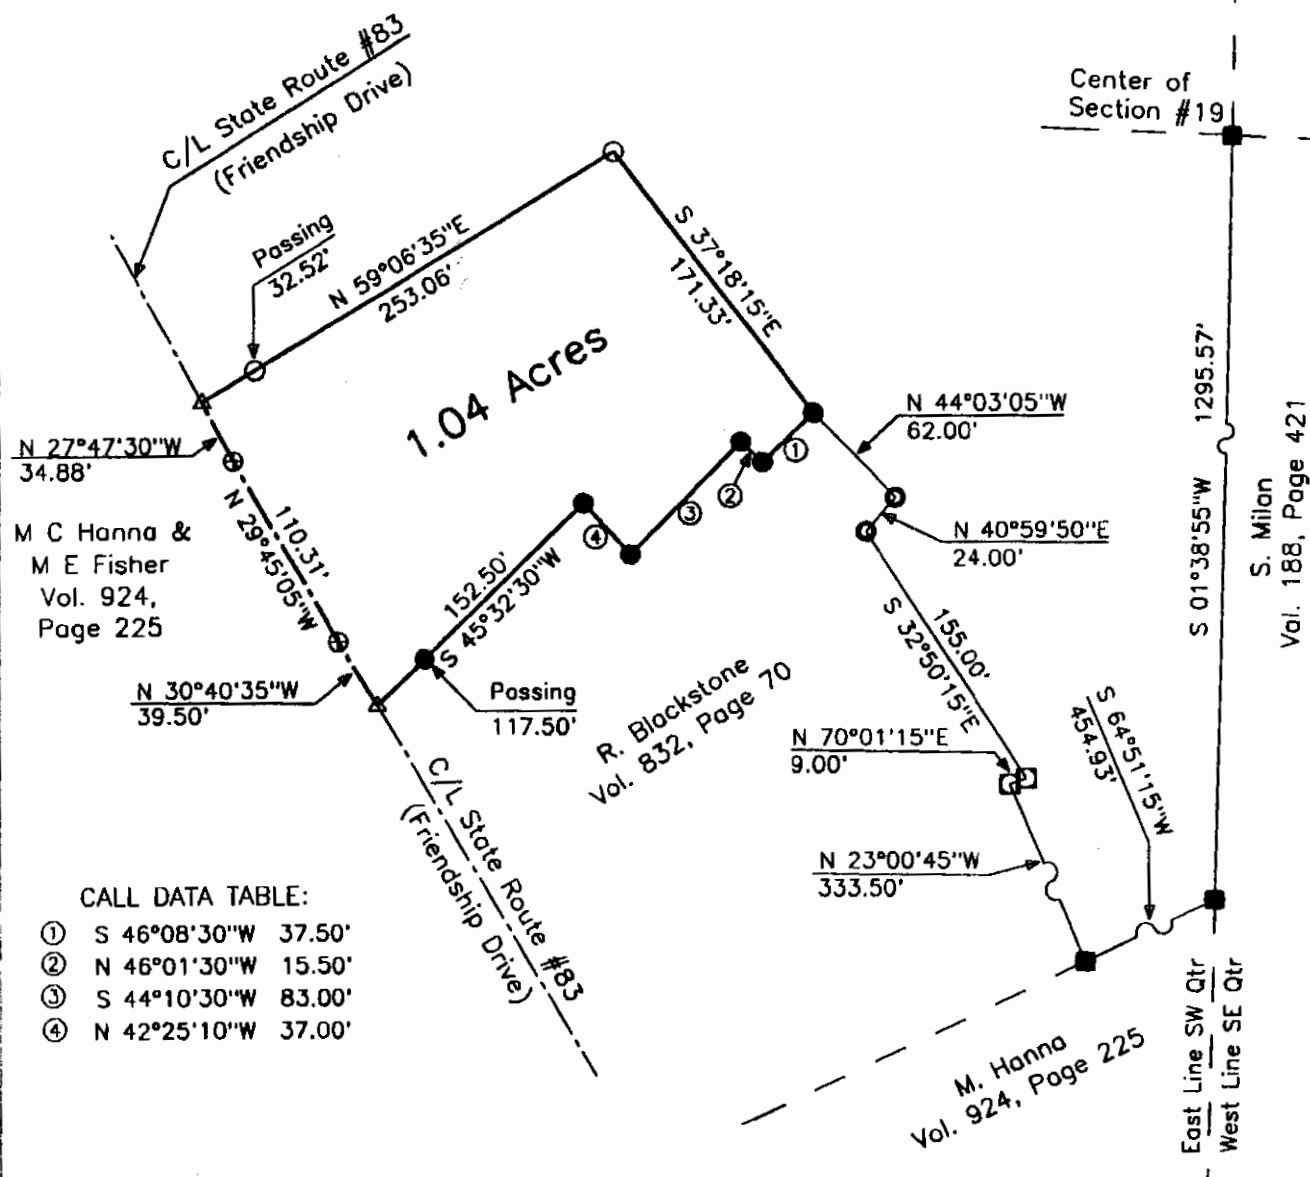 C/L State Route #83
(Friendship Drive)
Center of
Section #19
Passing
32.52'
N 59°06'35"E
253.06'
S 37°18'15"E
171.33'
1.04 Acres
N 27°47'30"W
34.88'
N 44°03'05"W
62.00'
1
2
3
4
110.31'
N 29°45'05"W
M C Hanna &
M E Fisher
Vol. 924,
Page 225
N 40°59'50"E
24.00'
S 01°38'55"W 1295.57'
S. Milan
Vol. 188, Page 421
152.50'
S 45°32'30"W
N 30°40'35"W
39.50'
Passing
117.50'
155.00'
S 32°50'15"E
R. Blackstone
Vol. 832, Page 70
N 70°01'15"E
9.00'
S 64°51'15"W
454.93'
N 23°00'45"W
333.50'
C/L State Route #83
(Friendship Drive)
CALL DATA TABLE:
1 S 46°08'30"W 37.50'
2 N 46°01'30"W 15.50'
3 S 44°10'30"W 83.00'
4 N 42°25'10"W 37.00'
M. Hanna
Vol. 924, Page 225
East Line SW Qtr
West Line SE Qtr